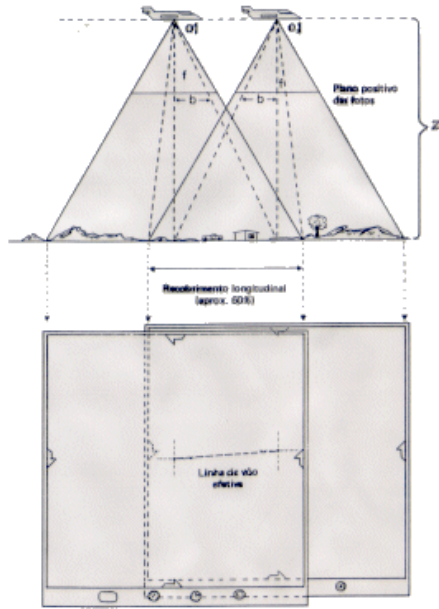 O₁
O₂
f
f
Plano positivo
das fotos
b
b
Z
Recobrimento longitudinal
(aprox. 60%)
Linha de vôo
efetiva